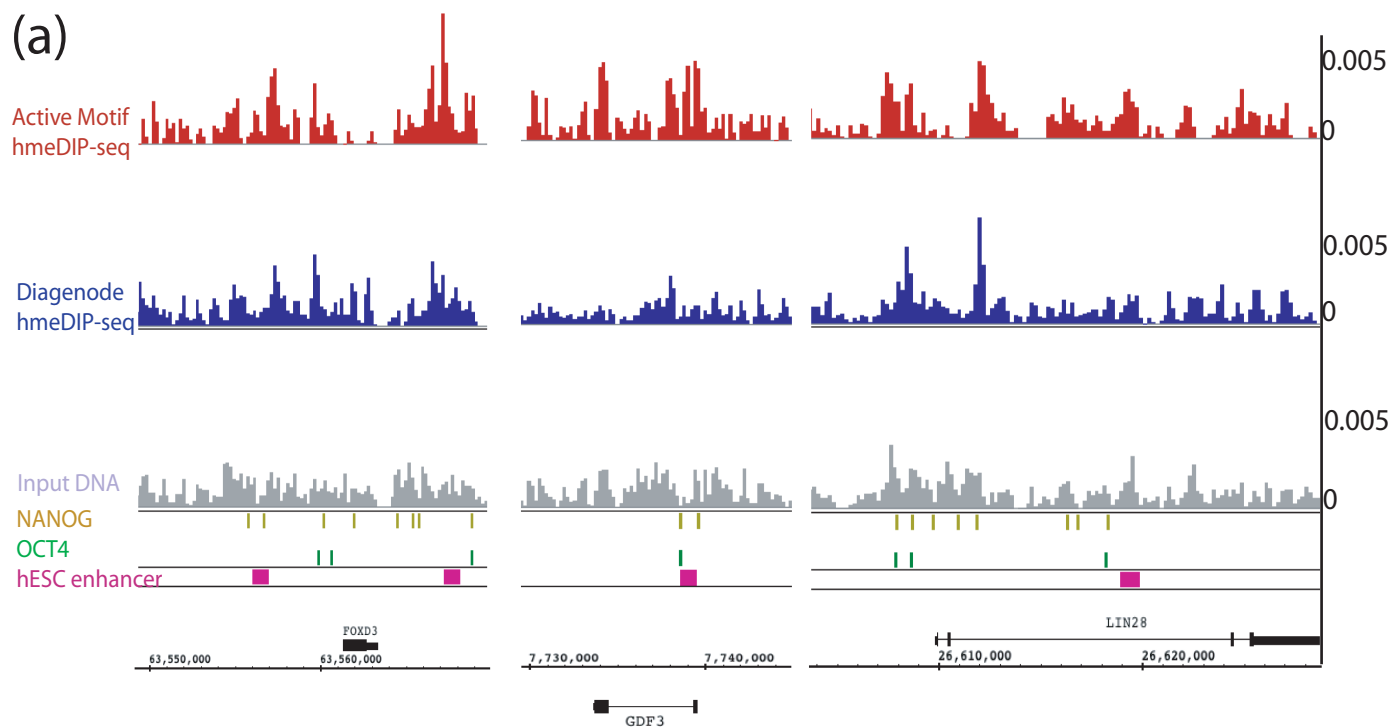 (a)
0.005
Active Motif
hmeDIP-seq
0
0.005
Diagenode
hmeDIP-seq
0
0.005
Input DNA
0
NANOG
OCT4
hESC enhancer
FOXD3
LIN28
63,550,000 63,560,000 7,730,000 7,740,000 26,610,000 26,620,000
GDF3